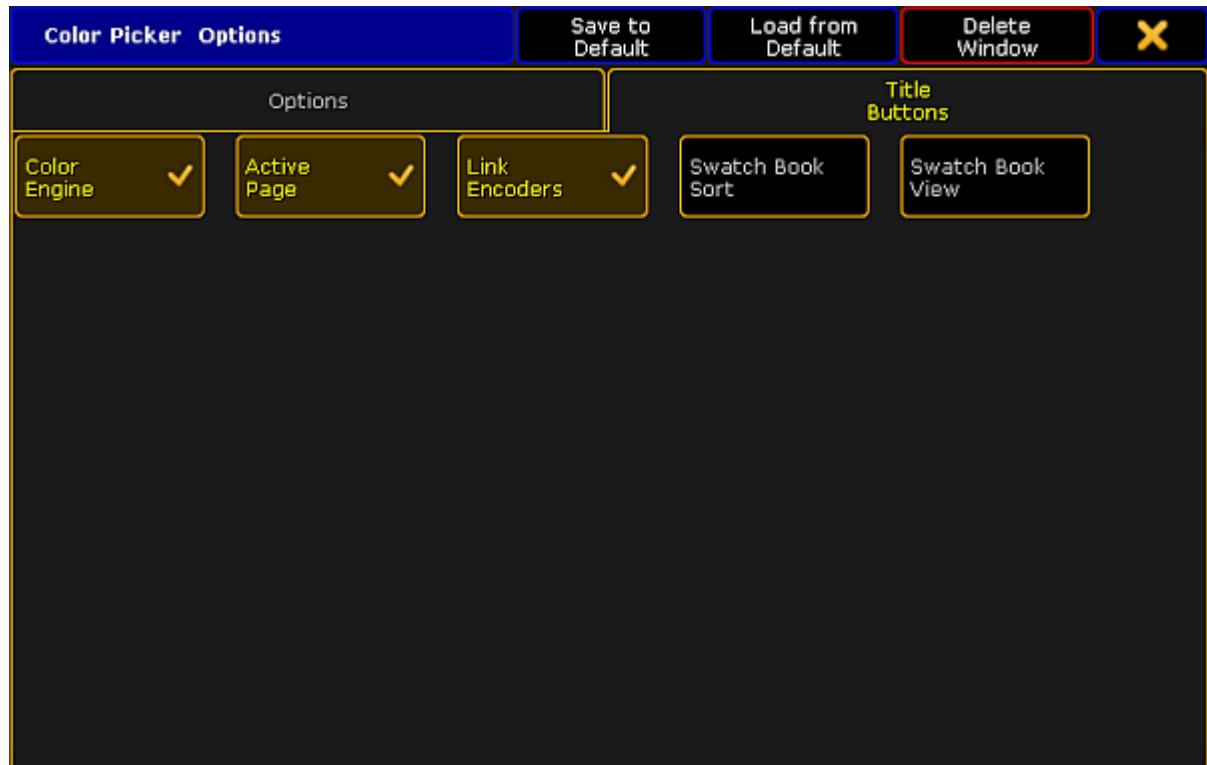 Color Picker Options
Save to
Default
Load from
Default
Delete
Window
Options
Title
Buttons
Color
Engine
Active
Page
Link
Encoders
Swatch Book
Sort
Swatch Book
View